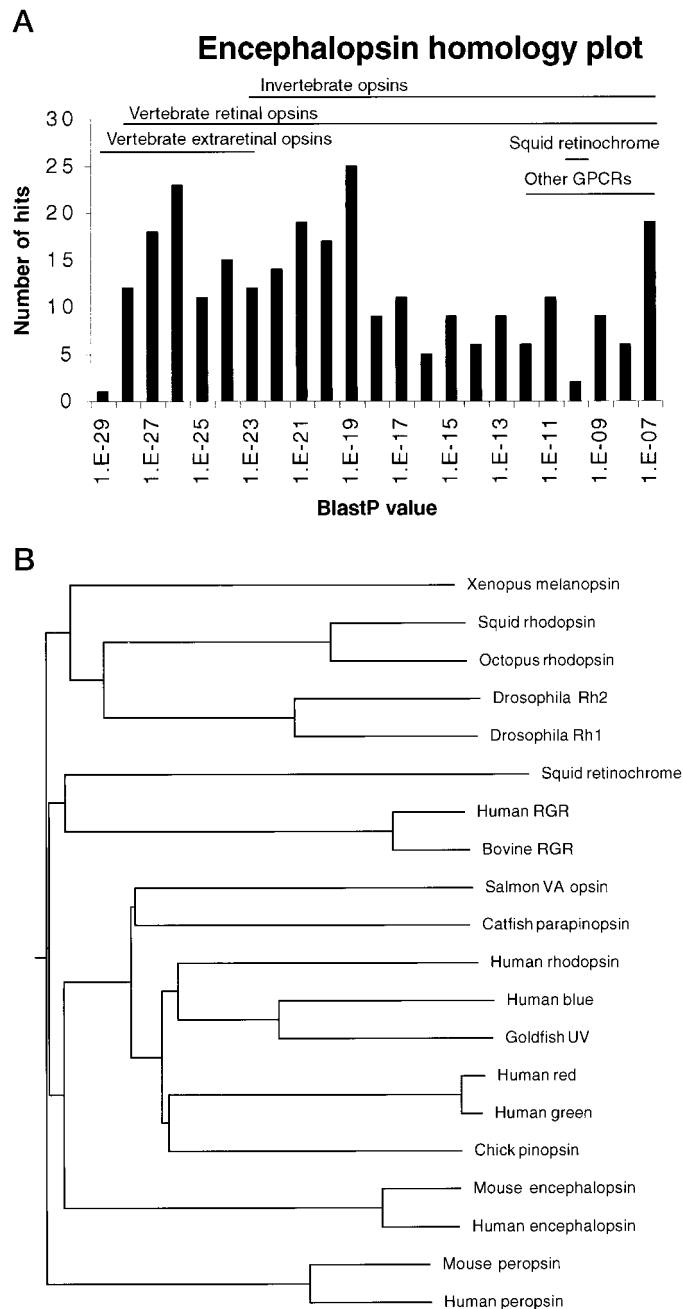 A
Encephalopsin homology plot
Invertebrate opsins
Vertebrate retinal opsins
Vertebrate extraretinal opsins
Squid retinochrome
Other GPCRs
Number of hits
30
25
20
15
10
5
0
1.E-29
1.E-27
1.E-25
1.E-23
1.E-21
1.E-19
1.E-17
1.E-15
1.E-13
1.E-11
1.E-09
1.E-07
BlastP value
B
Xenopus melanopsin
Squid rhodopsin
Octopus rhodopsin
Drosophila Rh2
Drosophila Rh1
Squid retinochrome
Human RGR
Bovine RGR
Salmon VA opsin
Catfish parapinopsin
Human rhodopsin
Human blue
Goldfish UV
Human red
Human green
Chick pinopsin
Mouse encephalopsin
Human encephalopsin
Mouse peropsin
Human peropsin